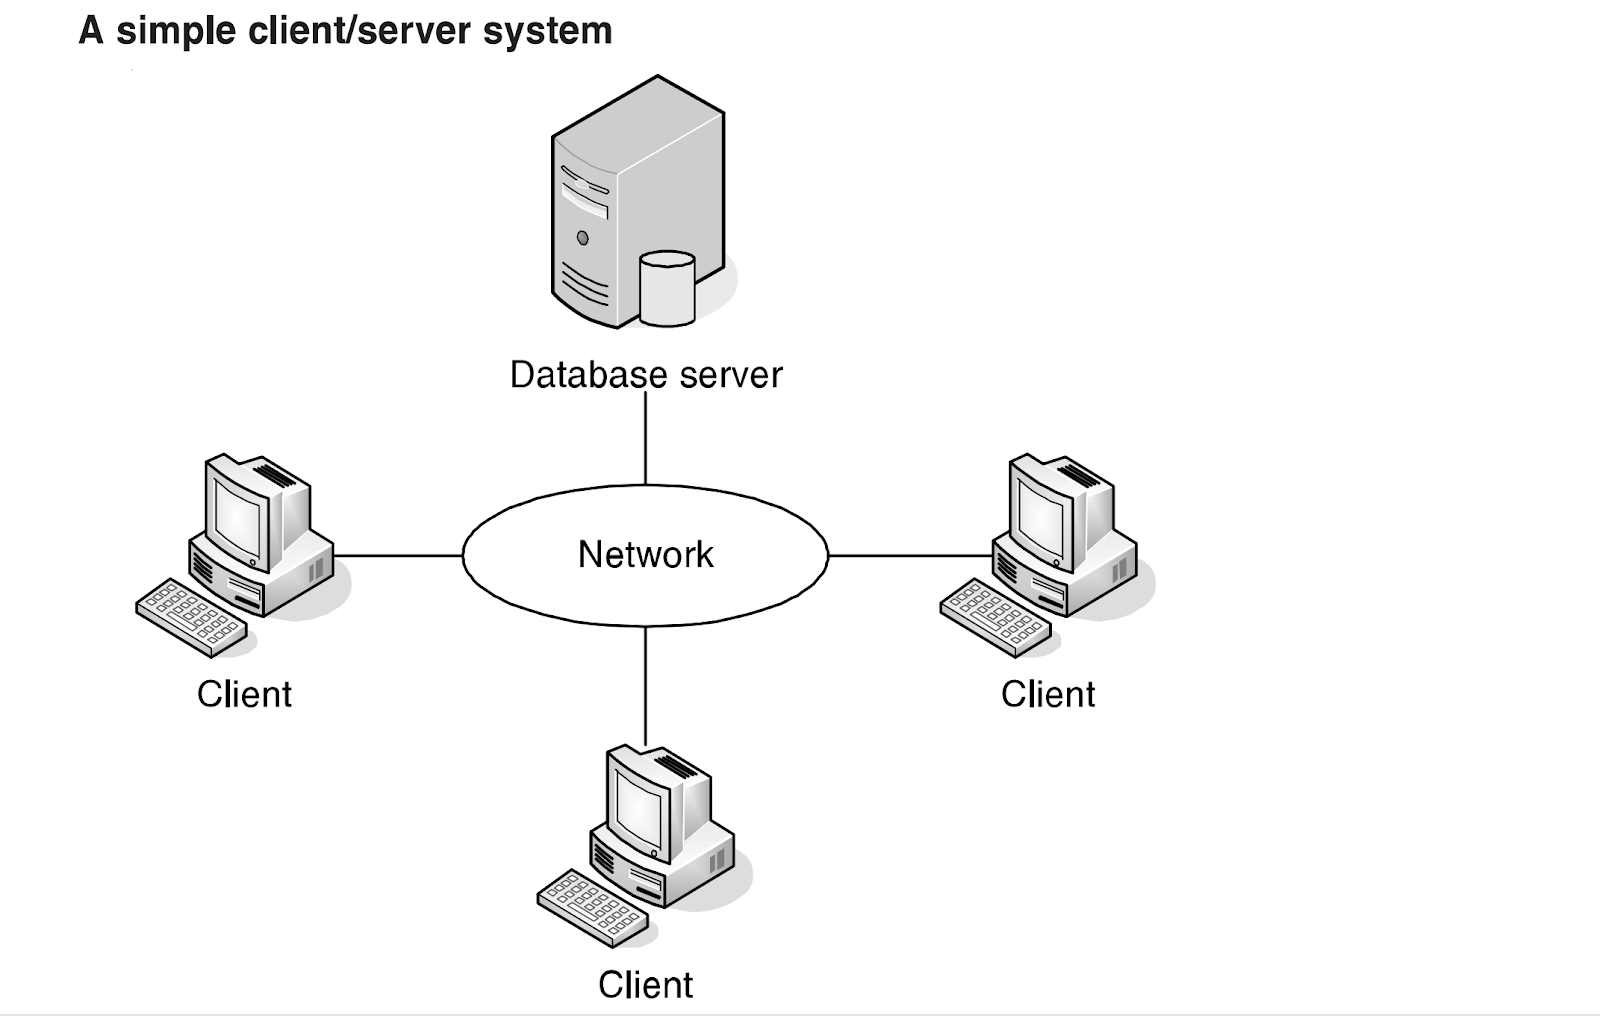 A simple client/server system
Database server
Network
Client
Client
Client